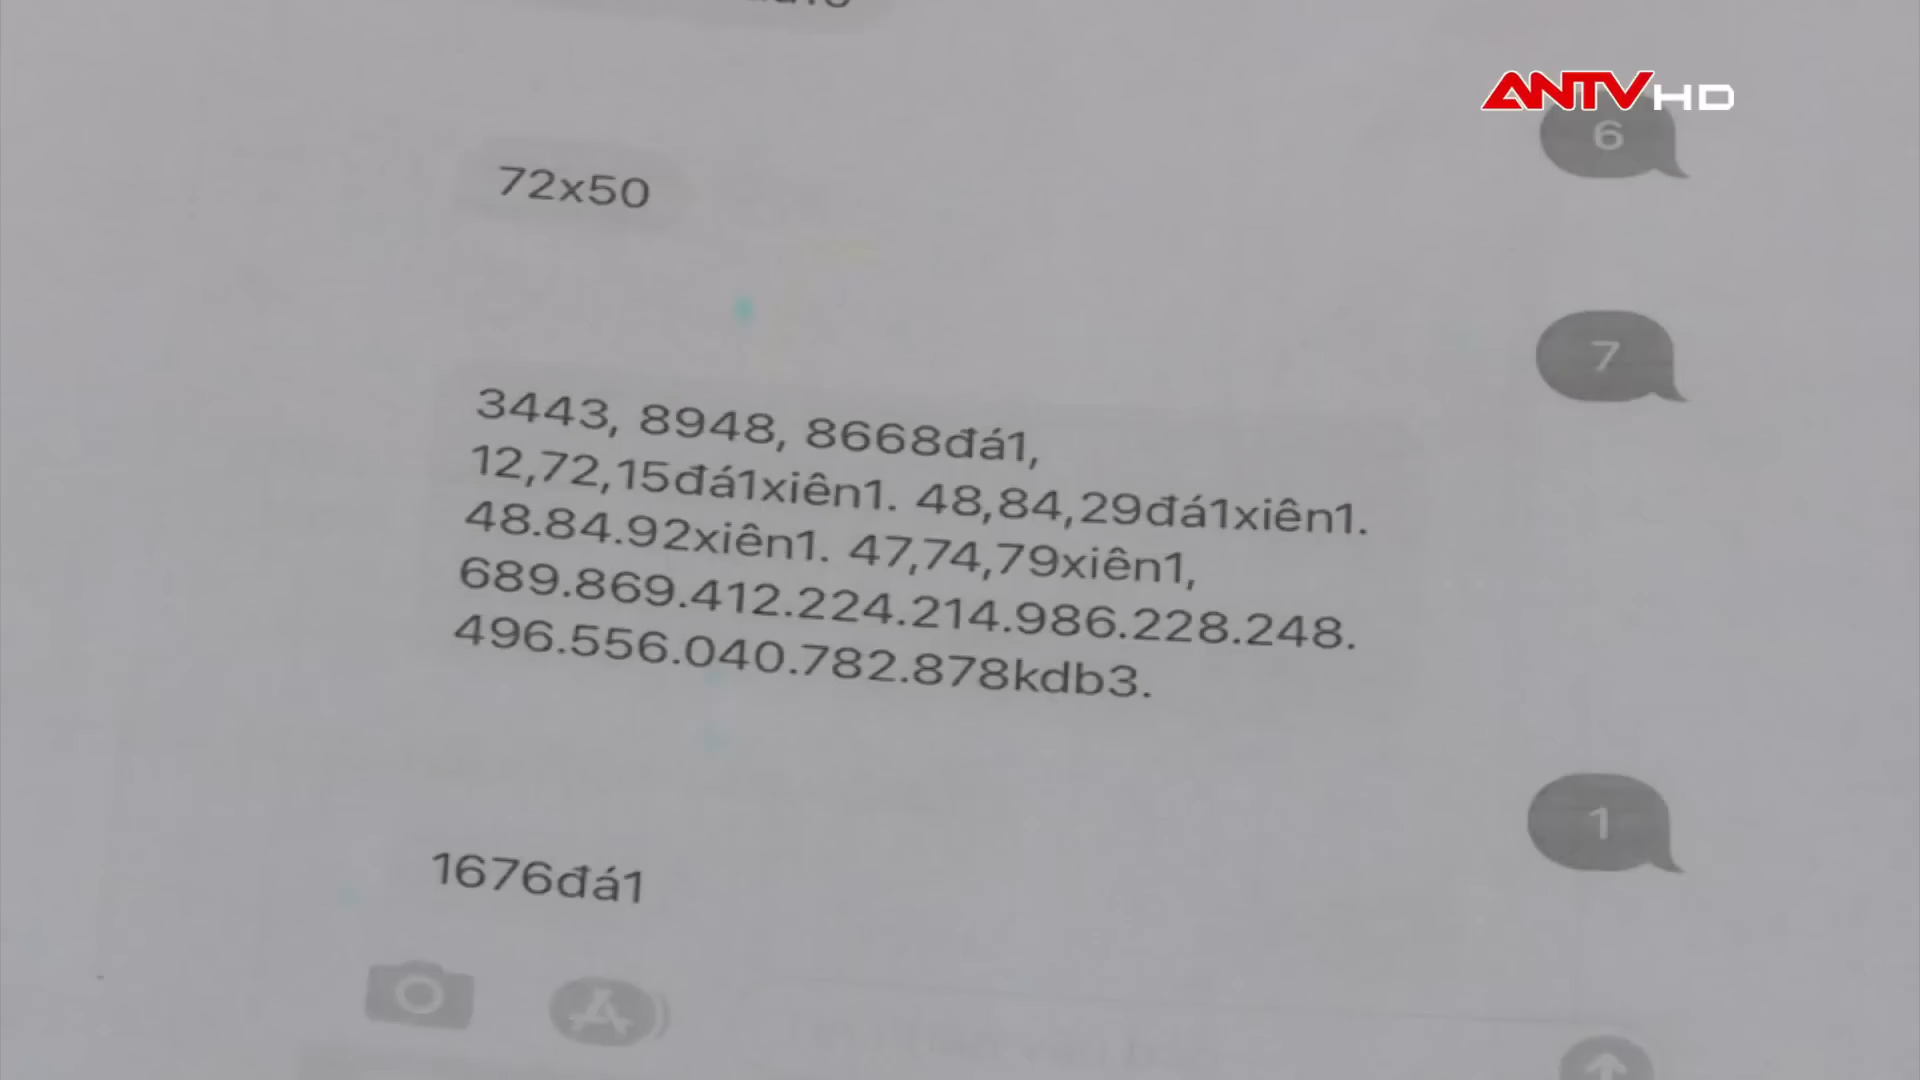 ANTV HD
6
72x50
7
3443, 8948, 8668đá1,
12,72,15đá1xiên1. 48,84,29đá1xiên1.
48.84.92xiên1. 47,74,79xiên1,
689.869.412.224.214.986.228.248.
496.556.040.782.878kdb3.
1
1676đá1